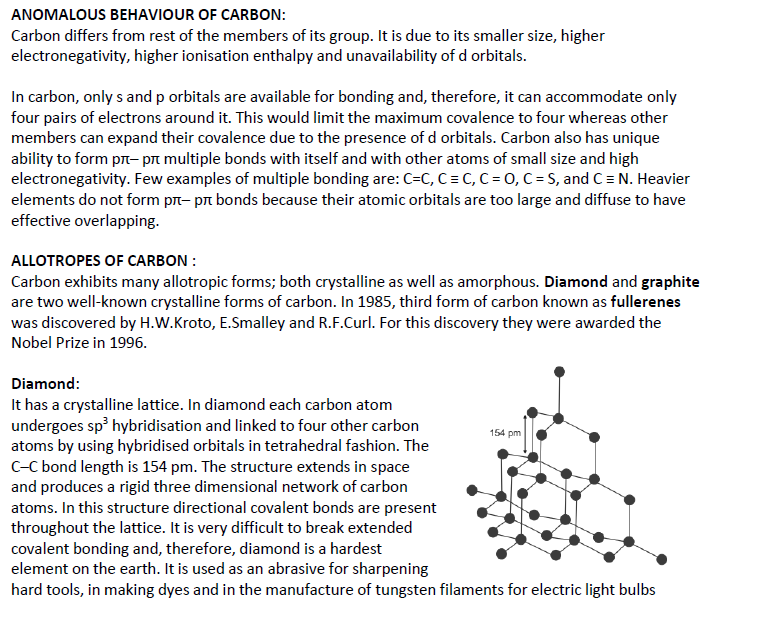 ANOMALOUS BEHAVIOUR OF CARBON:
Carbon differs from rest of the members of its group. It is due to its smaller size, higher
electronegativity, higher ionisation enthalpy and unavailability of d orbitals.
In carbon, only s and p orbitals are available for bonding and, therefore, it can accommodate only
four pairs of electrons around it. This would limit the maximum covalence to four whereas other
members can expand their covalence due to the presence of d orbitals. Carbon also has unique
ability to form pπ– pπ multiple bonds with itself and with other atoms of small size and high
electronegativity. Few examples of multiple bonding are: C=C, C ≡ C, C = O, C = S, and C ≡ N. Heavier
elements do not form pπ– pπ bonds because their atomic orbitals are too large and diffuse to have
effective overlapping.
ALLOTROPES OF CARBON :
Carbon exhibits many allotropic forms; both crystalline as well as amorphous. Diamond and graphite
are two well-known crystalline forms of carbon. In 1985, third form of carbon known as fullerenes
was discovered by H.W.Kroto, E.Smalley and R.F.Curl. For this discovery they were awarded the
Nobel Prize in 1996.
Diamond:
It has a crystalline lattice. In diamond each carbon atom
undergoes sp³ hybridisation and linked to four other carbon
atoms by using hybridised orbitals in tetrahedral fashion. The
C–C bond length is 154 pm. The structure extends in space
and produces a rigid three dimensional network of carbon
atoms. In this structure directional covalent bonds are present
throughout the lattice. It is very difficult to break extended
covalent bonding and, therefore, diamond is a hardest
element on the earth. It is used as an abrasive for sharpening
hard tools, in making dyes and in the manufacture of tungsten filaments for electric light bulbs
154 pm